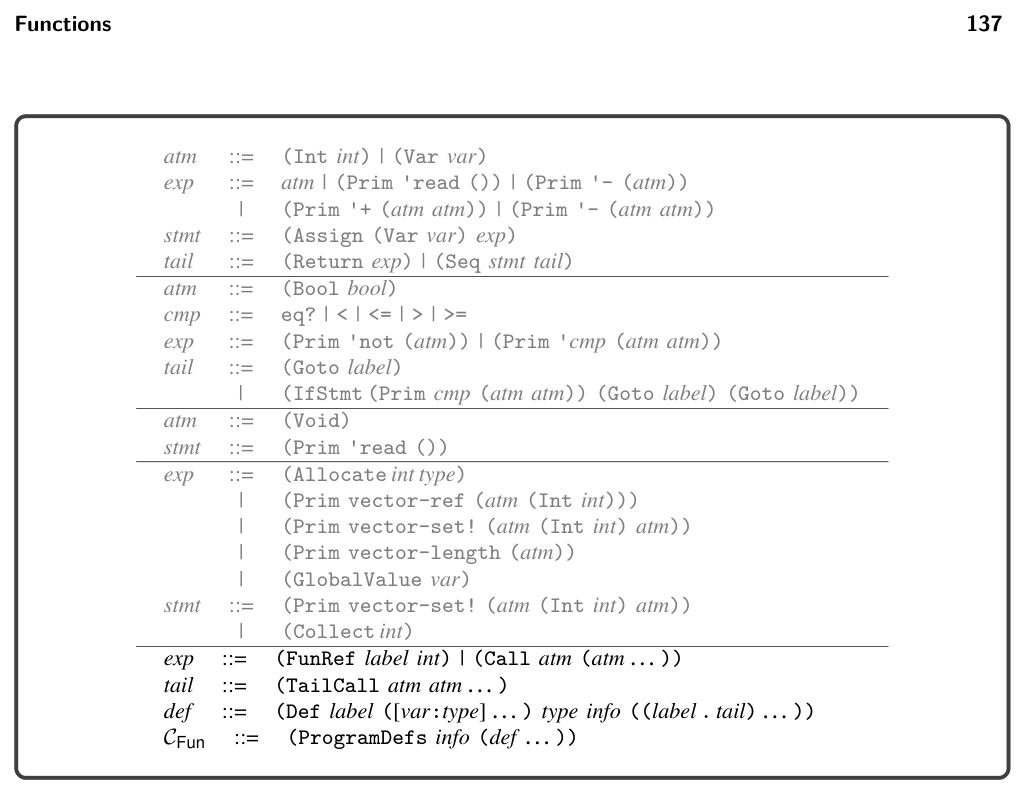 Functions 137
atm ::= (Int int) | (Var var)
exp ::= atm | (Prim 'read ()) | (Prim '- (atm))
| (Prim '+ (atm atm)) | (Prim '- (atm atm))
stmt ::= (Assign (Var var) exp)
tail ::= (Return exp) | (Seq stmt tail)
atm ::= (Bool bool)
cmp ::= eq? | < | <= | > | >=
exp ::= (Prim 'not (atm)) | (Prim 'cmp (atm atm))
tail ::= (Goto label)
| (IfStmt (Prim cmp (atm atm)) (Goto label) (Goto label))
atm ::= (Void)
stmt ::= (Prim 'read ())
exp ::= (Allocate int type)
| (Prim vector-ref (atm (Int int)))
| (Prim vector-set! (atm (Int int) atm))
| (Prim vector-length (atm))
| (GlobalValue var)
stmt ::= (Prim vector-set! (atm (Int int) atm))
| (Collect int)
exp ::= (FunRef label int) | (Call atm (atm ... ))
tail ::= (TailCall atm atm ... )
def ::= (Def label ([var:type] ... ) type info ((label . tail) ... ))
C_Fun ::= (ProgramDefs info (def ... ))